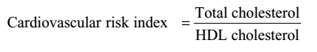 Cardiovascular risk index = Total cholesterol / HDL cholesterol